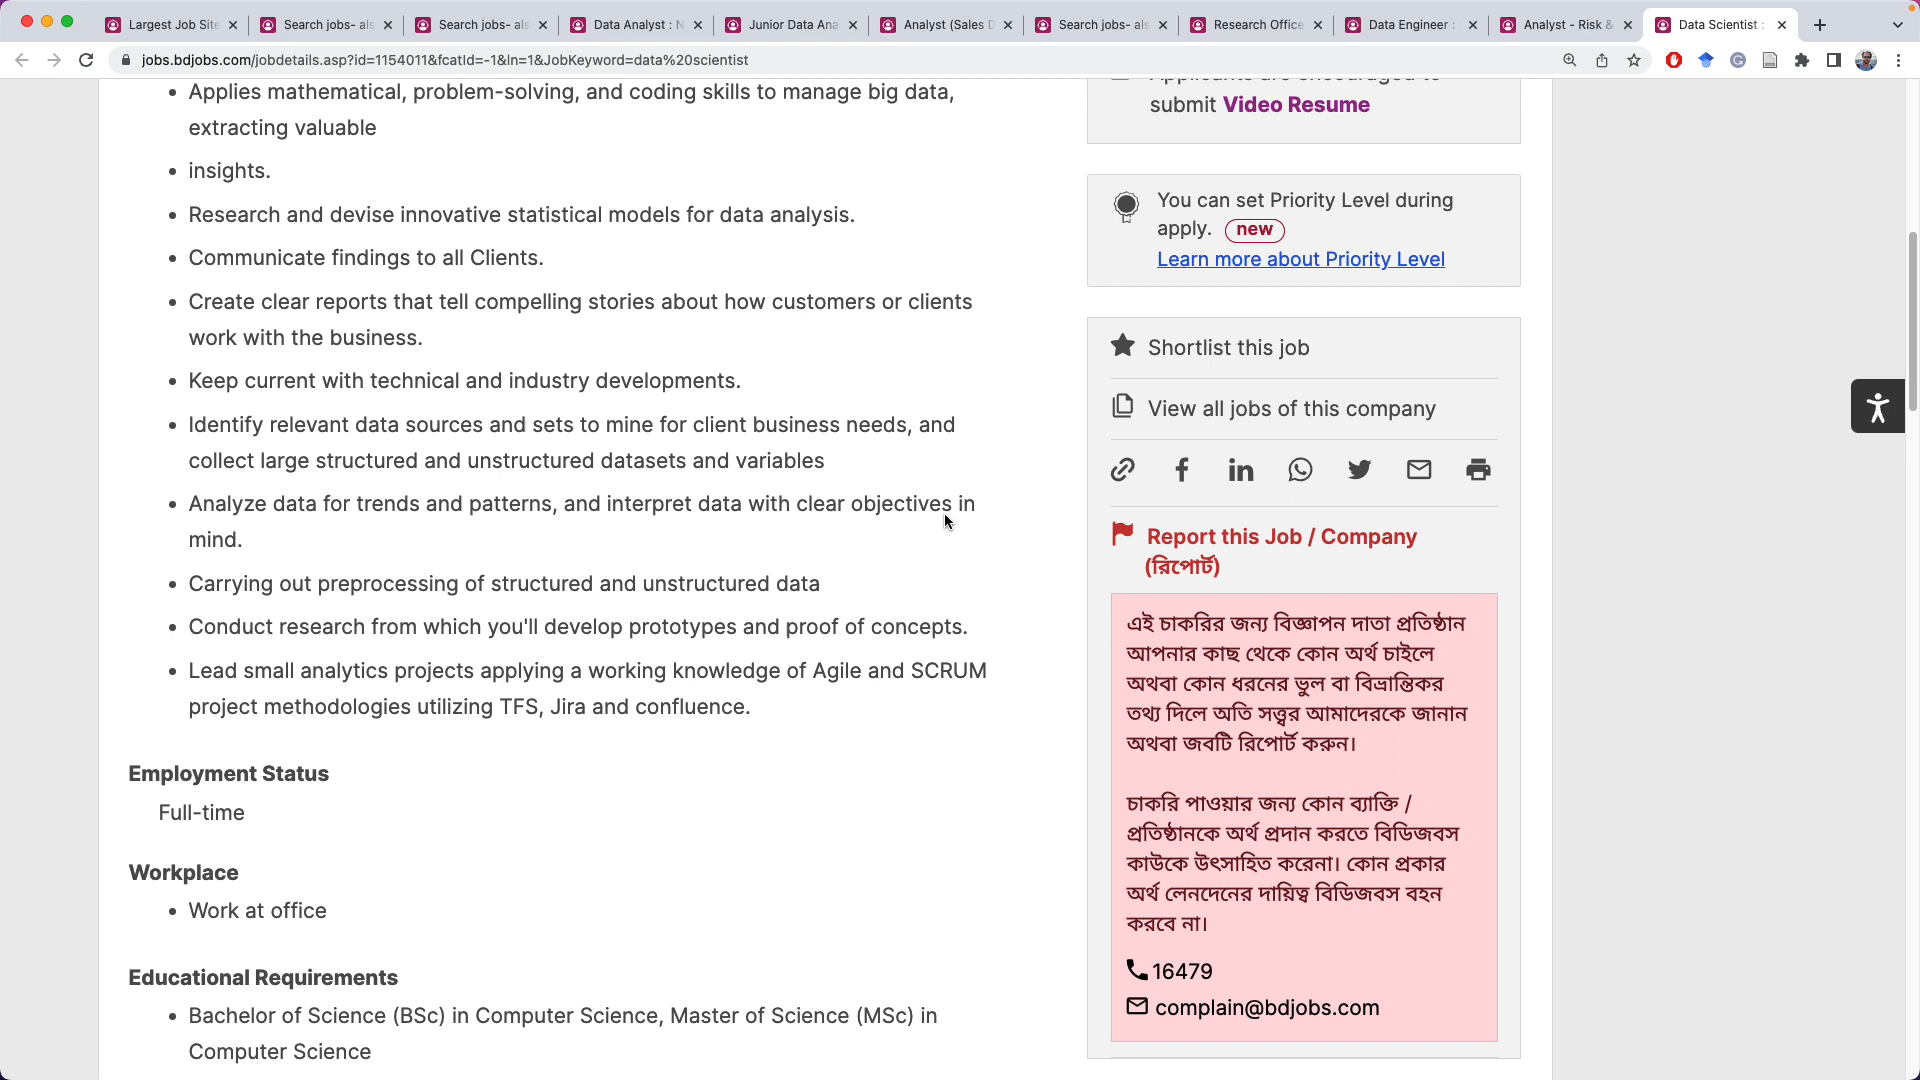 Largest Job Site
Search jobs- als
Search jobs- als
Data Analyst : N
Junior Data Ana
Analyst (Sales D
Search jobs- als
Research Office
Data Engineer :
Analyst - Risk &
Data Scientist :
jobs.bdjobs.com/jobdetails.asp?id=1154011&fcatId=-1&ln=1&JobKeyword=data%20scientist
• Applies mathematical, problem-solving, and coding skills to manage big data,
extracting valuable
• insights.
• Research and devise innovative statistical models for data analysis.
• Communicate findings to all Clients.
• Create clear reports that tell compelling stories about how customers or clients
work with the business.
• Keep current with technical and industry developments.
• Identify relevant data sources and sets to mine for client business needs, and
collect large structured and unstructured datasets and variables
• Analyze data for trends and patterns, and interpret data with clear objectives in
mind.
• Carrying out preprocessing of structured and unstructured data
• Conduct research from which you'll develop prototypes and proof of concepts.
• Lead small analytics projects applying a working knowledge of Agile and SCRUM
project methodologies utilizing TFS, Jira and confluence.
Employment Status
Full-time
Workplace
• Work at office
Educational Requirements
• Bachelor of Science (BSc) in Computer Science, Master of Science (MSc) in
Computer Science
Applicants are encouraged to
submit Video Resume
You can set Priority Level during
apply. new
Learn more about Priority Level
Shortlist this job
View all jobs of this company
Report this Job / Company
(রিপোর্ট)
এই চাকরির জন্য বিজ্ঞাপন দাতা প্রতিষ্ঠান
আপনার কাছ থেকে কোন অর্থ চাইলে
অথবা কোন ধরনের ভুল বা বিভ্রান্তিকর
তথ্য দিলে অতি সত্ত্বর আমাদেরকে জানান
অথবা জবটি রিপোর্ট করুন।
চাকরি পাওয়ার জন্য কোন ব্যাক্তি /
প্রতিষ্ঠানকে অর্থ প্রদান করতে বিডিজবস
কাউকে উৎসাহিত করেনা। কোন প্রকার
অর্থ লেনদেনের দায়িত্ব বিডিজবস বহন
করবে না।
16479
complain@bdjobs.com